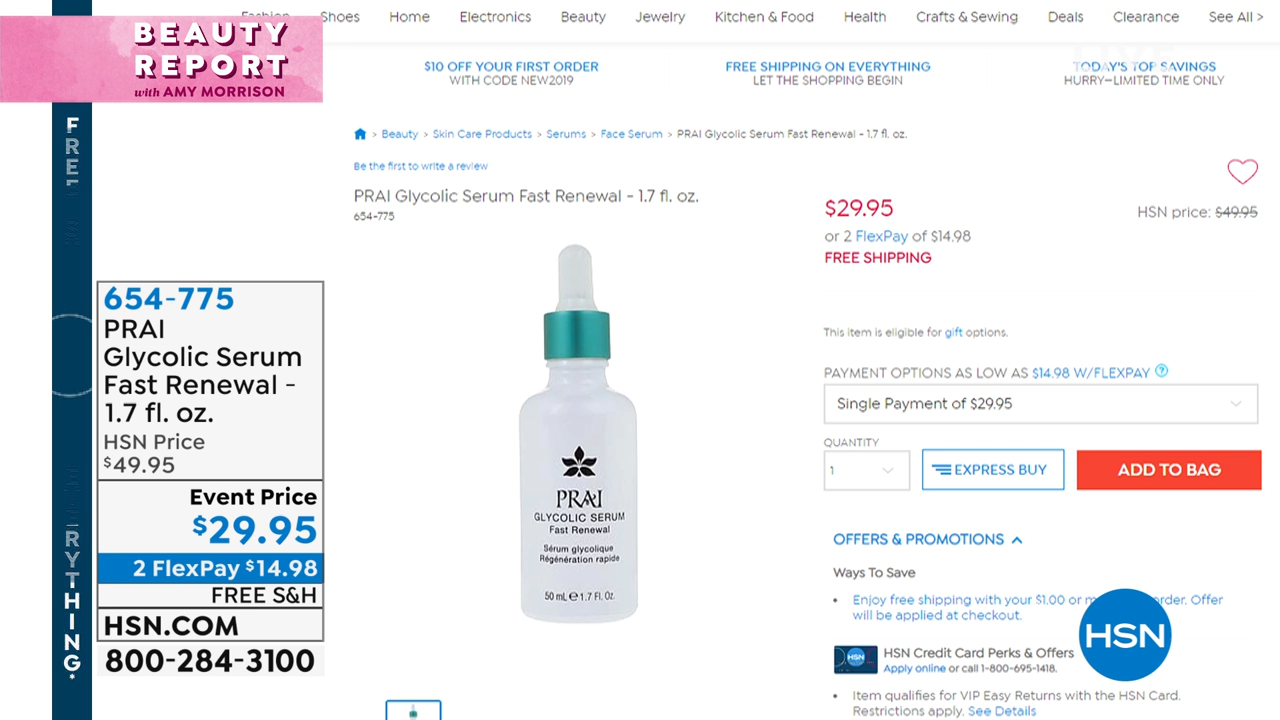 BEAUTY
REPORT
with AMY MORRISON
Fashion
Shoes
Home
Electronics
Beauty
Jewelry
Kitchen & Food
Health
Crafts & Sewing
Deals
Clearance
See All >
$10 OFF YOUR FIRST ORDER
WITH CODE NEW2019
FREE SHIPPING ON EVERYTHING
LET THE SHOPPING BEGIN
LIVE
TODAY'S TOP SAVINGS
HURRY—LIMITED TIME ONLY
> Beauty > Skin Care Products > Serums > Face Serum > PRAI Glycolic Serum Fast Renewal - 1.7 fl. oz.
Be the first to write a review
PRAI Glycolic Serum Fast Renewal - 1.7 fl. oz.
654-775
$29.95
HSN price: $49.95
or 2 FlexPay of $14.98
FREE SHIPPING
This item is eligible for gift options.
PAYMENT OPTIONS AS LOW AS $14.98 W/FLEXPAY ?
Single Payment of $29.95
QUANTITY
1
EXPRESS BUY
ADD TO BAG
OFFERS & PROMOTIONS
Ways To Save
• Enjoy free shipping with your $1.00 or order. Offer
will be applied at checkout.
HSN
HSN
HSN Credit Card Perks & Offers
Apply online or call 1-800-695-1418.
• Item qualifies for VIP Easy Returns with the HSN Card.
Restrictions apply. See Details
PRAI
GLYCOLIC SERUM
Fast Renewal
Sérum glycolique
Régénération rapide
50 mL e 1.7 Fl. Oz.
FREE
RYTHING*
654-775
PRAI
Glycolic Serum
Fast Renewal -
1.7 fl. oz.
HSN Price
$49.95
Event Price
$29.95
2 FlexPay $14.98
FREE S&H
HSN.COM
800-284-3100